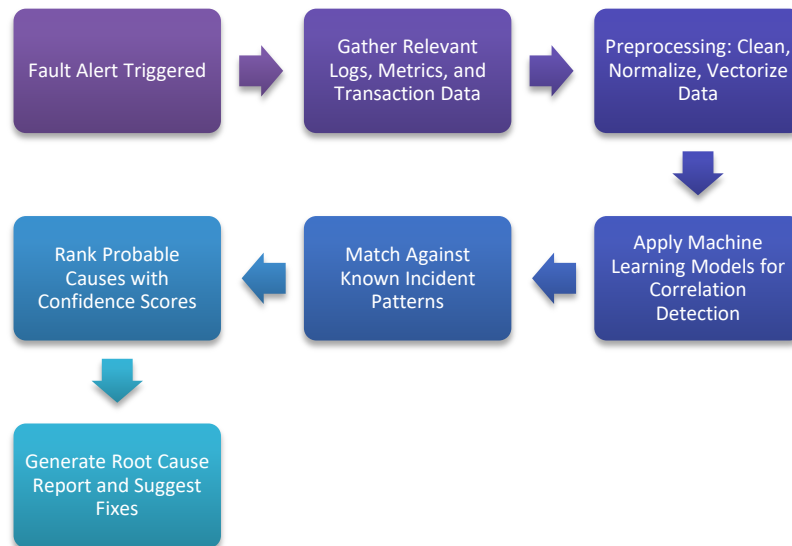 Fault Alert Triggered
Gather Relevant
Logs, Metrics, and
Transaction Data
Preprocessing: Clean,
Normalize, Vectorize
Data
Apply Machine
Learning Models for
Correlation
Detection
Match Against
Known Incident
Patterns
Rank Probable
Causes with
Confidence Scores
Generate Root Cause
Report and Suggest
Fixes